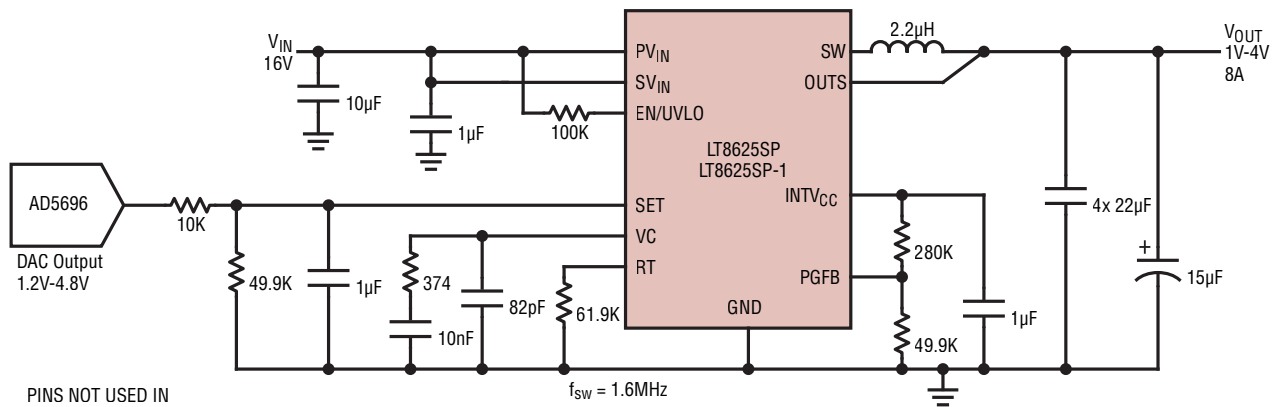 V_IN
16V
10µF
1µF
100K
PV_IN
SV_IN
EN/UVLO
LT8625SP
LT8625SP-1
SW
OUTS
2.2µH
V_OUT
1V-4V
8A
AD5696
DAC Output
1.2V-4.8V
10K
49.9K
1µF
SET
VC
RT
374
10nF
82pF
61.9K
GND
INTV_CC
PGFB
280K
49.9K
1µF
4x 22µF
+
15µF
PINS NOT USED IN
f_SW = 1.6MHz